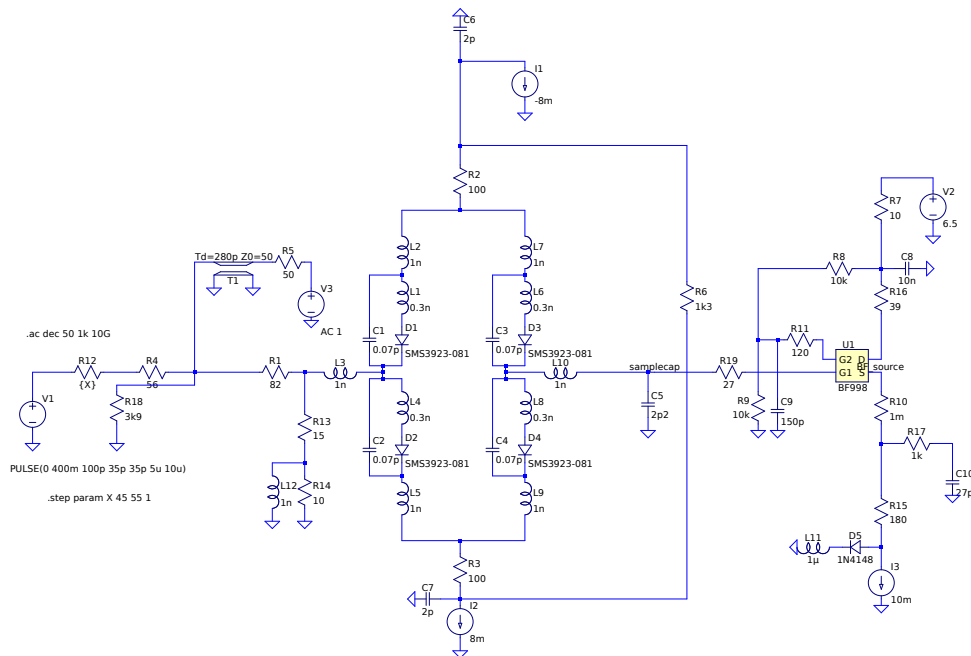 C6
2p
I1
-8m
R2
100
V2
6.5
R7
10
L2
1n
L7
1n
Td=280p Z0=50
T1
R5
50
R8
10k
C8
10n
V3
AC 1
L1
0.3n
L6
0.3n
R6
1k3
R16
39
.ac dec 50 1k 10G
C1
0.07p
D1
SMS3923-081
C3
0.07p
D3
SMS3923-081
R11
120
U1
G2 D
G1 S
BF998
BF_source
R12
{X}
R4
56
R1
82
L3
1n
L10
1n
samplecap
R19
27
V1
R18
3k9
R13
15
L4
0.3n
L8
0.3n
C5
2p2
R9
10k
C9
150p
R10
1m
C2
0.07p
D2
SMS3923-081
C4
0.07p
D4
SMS3923-081
R17
1k
PULSE(0 400m 100p 35p 35p 5u 10u)
.step param X 45 55 1
L12
1n
R14
10
L5
1n
L9
1n
C10
27p
R15
180
L11
1µ
D5
1N4148
R3
100
I3
10m
C7
2p
I2
8m